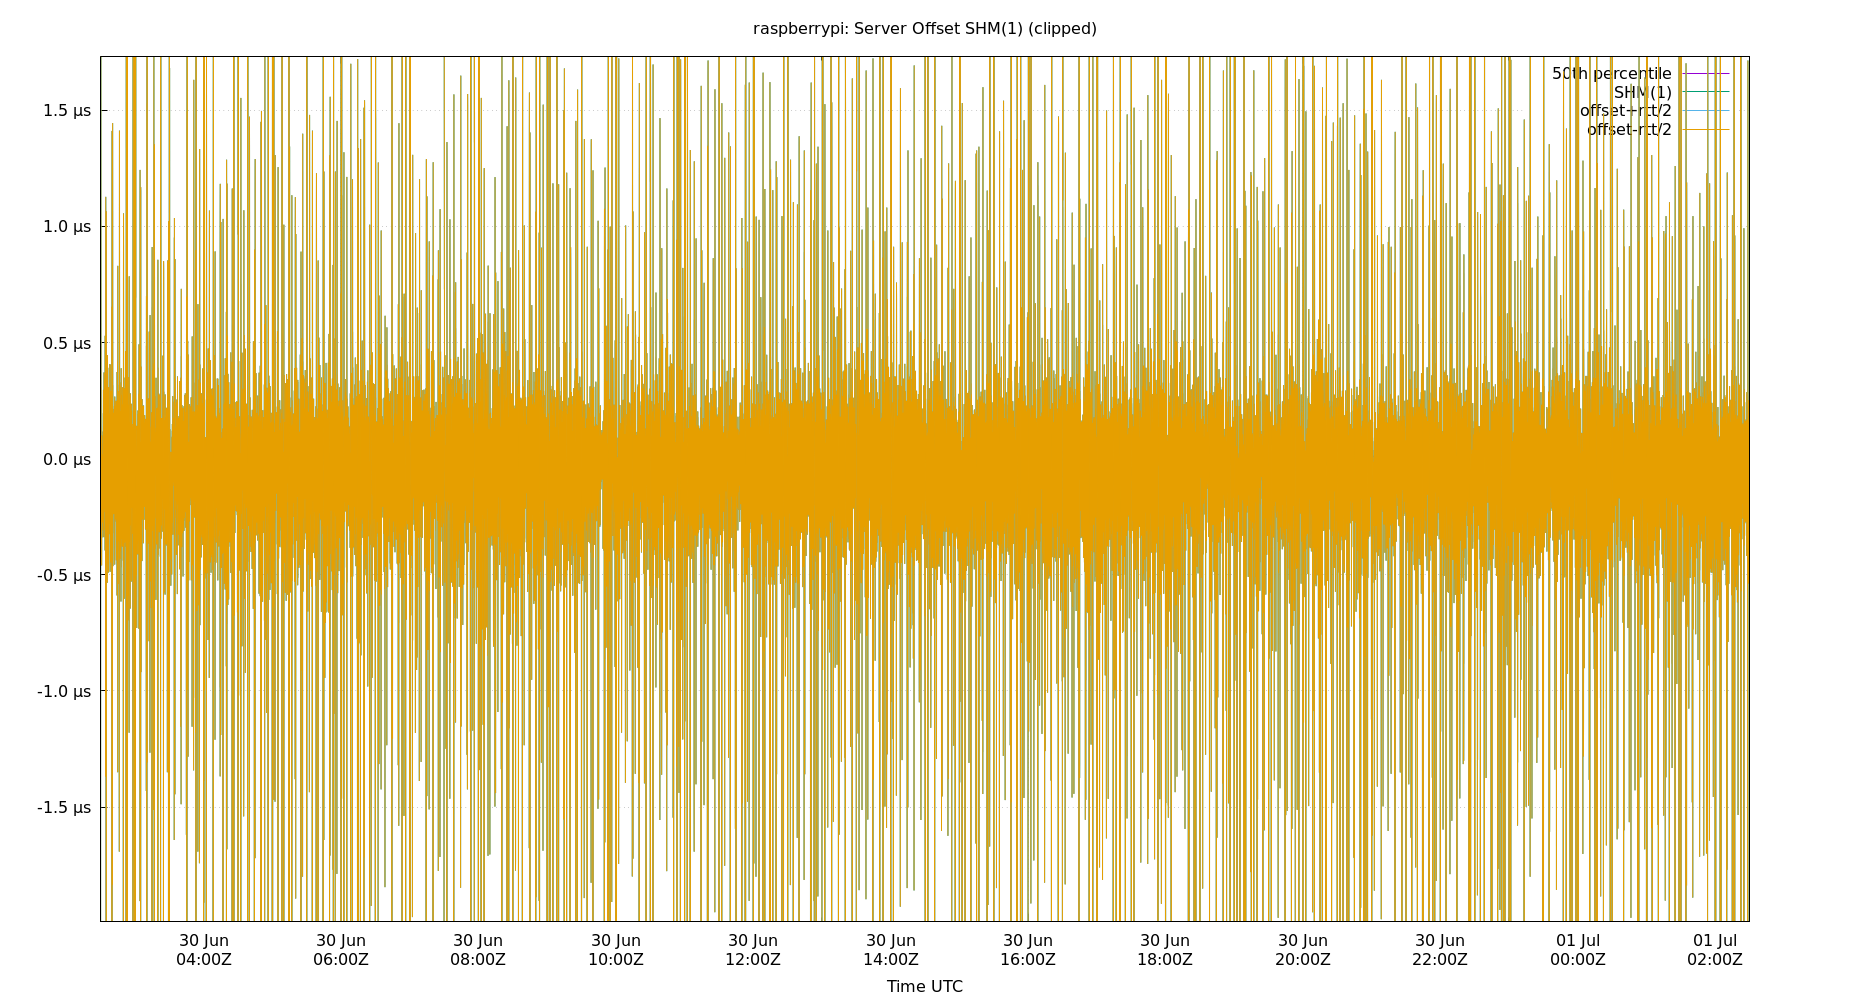 raspberrypi: Server Offset SHM(1) (clipped)
50th percentile
SHM(1)
offset+rtt/2
offset-rtt/2
1.5 µs
1.0 µs
0.5 µs
0.0 µs
-0.5 µs
-1.0 µs
-1.5 µs
30 Jun 30 Jun 30 Jun 30 Jun 30 Jun 30 Jun 30 Jun 30 Jun 30 Jun 30 Jun 01 Jul 01 Jul
04:00Z 06:00Z 08:00Z 10:00Z 12:00Z 14:00Z 16:00Z 18:00Z 20:00Z 22:00Z 00:00Z 02:00Z
Time UTC